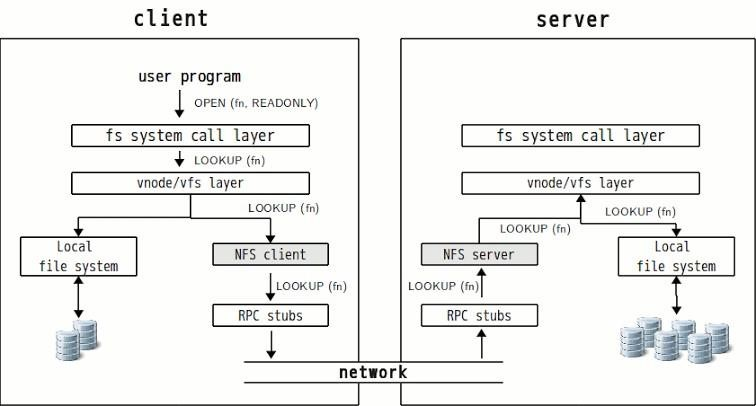 client
server
user program
OPEN (fn, READONLY)
fs system call layer
fs system call layer
LOOKUP (fn)
vnode/vfs layer
vnode/vfs layer
LOOKUP (fn)
LOOKUP (fn)
LOOKUP (fn)
Local
file system
NFS client
NFS server
Local
file system
LOOKUP (fn)
LOOKUP (fn)
RPC stubs
RPC stubs
network